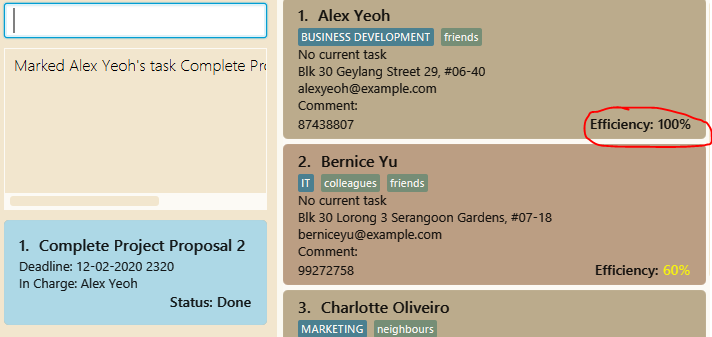 Marked Alex Yeoh's task Complete Pro
1. Complete Project Proposal 2
Deadline: 12-02-2020 2320
In Charge: Alex Yeoh
Status: Done
1. Alex Yeoh
BUSINESS DEVELOPMENT friends
No current task
Blk 30 Geylang Street 29, #06-40
alexyeoh@example.com
Comment:
87438807
Efficiency: 100%
2. Bernice Yu
IT colleagues friends
No current task
Blk 30 Lorong 3 Serangoon Gardens, #07-18
berniceyu@example.com
Comment:
99272758
Efficiency: 60%
3. Charlotte Oliveiro
MARKETING neighbours